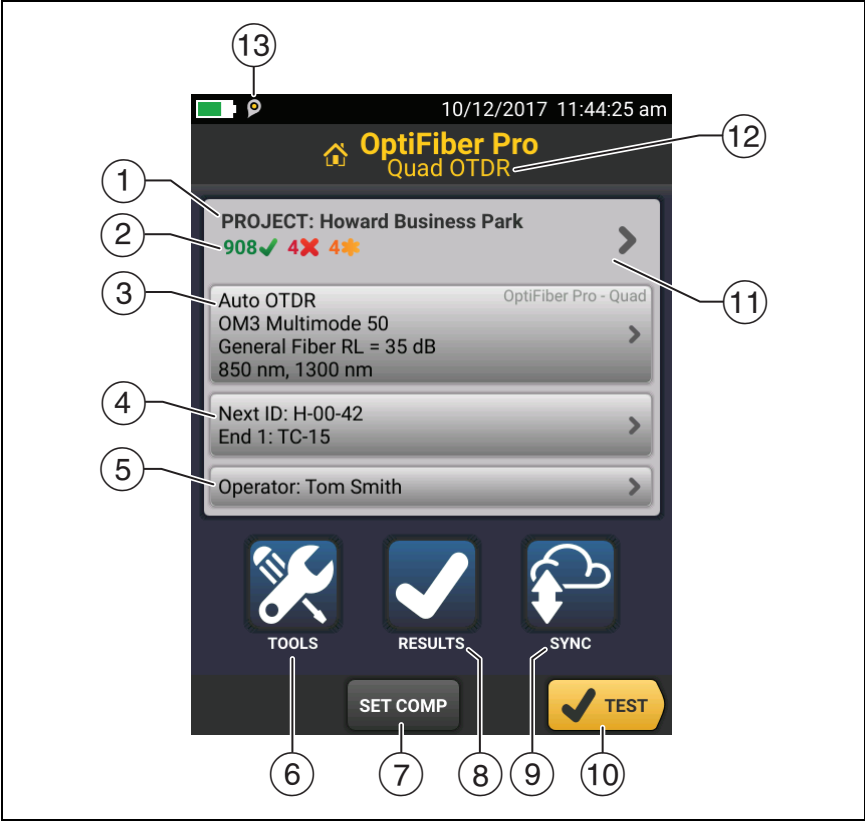 13
10/12/2017 11:44:25 am
OptiFiber Pro
Quad OTDR
12
1
PROJECT: Howard Business Park
2
908 4 4
3
Auto OTDR
OptiFiber Pro - Quad
11
OM3 Multimode 50
General Fiber RL = 35 dB
850 nm, 1300 nm
4
Next ID: H-00-42
End 1: TC-15
5
Operator: Tom Smith
TOOLS
RESULTS
SYNC
SET COMP
TEST
6
7
8
9
10